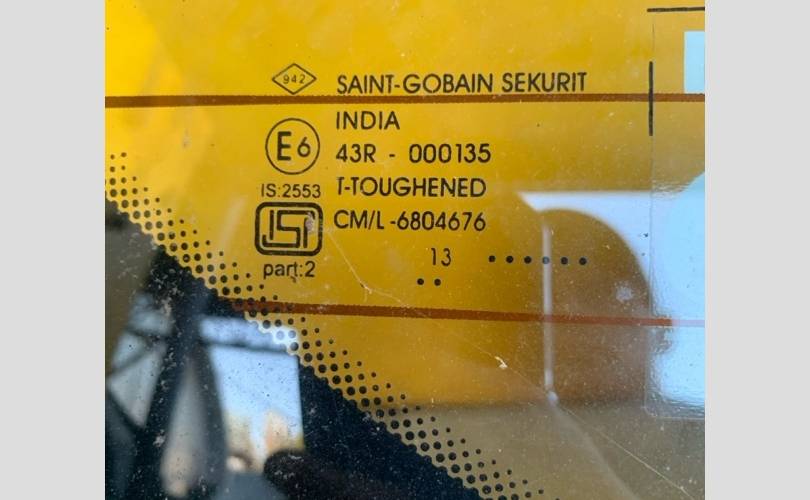 942
SAINT-GOBAIN SEKURIT
INDIA
E6
43R - 000135
IS:2553
T-TOUGHENED
ISI
CM/L-6804676
part:2
13 ......
..